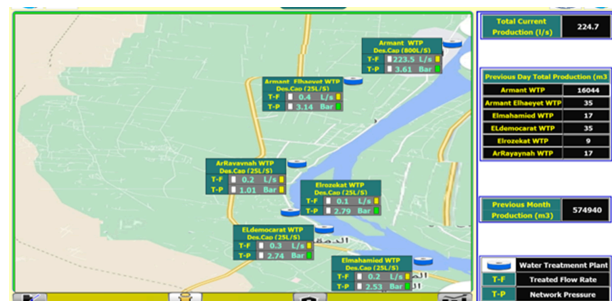 Armant WTP
Des.Cap (800L/S)
T-F 223.5 L/s
T-P 3.61 Bar
Armant Elhaeyet WTP
Des.Cap (25L/S)
T-F 0.4 L/s
T-P 3.14 Bar
ArRayaynah WTP
Des.Cap (25L/S)
T-F 0.2 L/s
T-P 1.01 Bar
Elrozekat WTP
Des.Cap (25L/S)
T-F 0.1 L/s
T-P 2.79 Bar
ELdemocarat WTP
Des.Cap (25L/S)
T-F 0.3 L/s
T-P 2.74 Bar
Elmahamiod WTP
Des.Cap (25L/S)
T-F 0.2 L/s
T-P 2.53 Bar
Total Current
Production (l/s) 224.7
Previous Day Total Production (m3
Armant WTP 16044
Armant Elhaeyet WTP 35
Elmahamiod WTP 17
ELdemocarat WTP 35
Elrozekat WTP 9
ArRayaynah WTP 17
Previous Month
Production (m3) 574940
Water Treatmennt Plant
T-F Treated Flow Rate
T-P Network Pressure